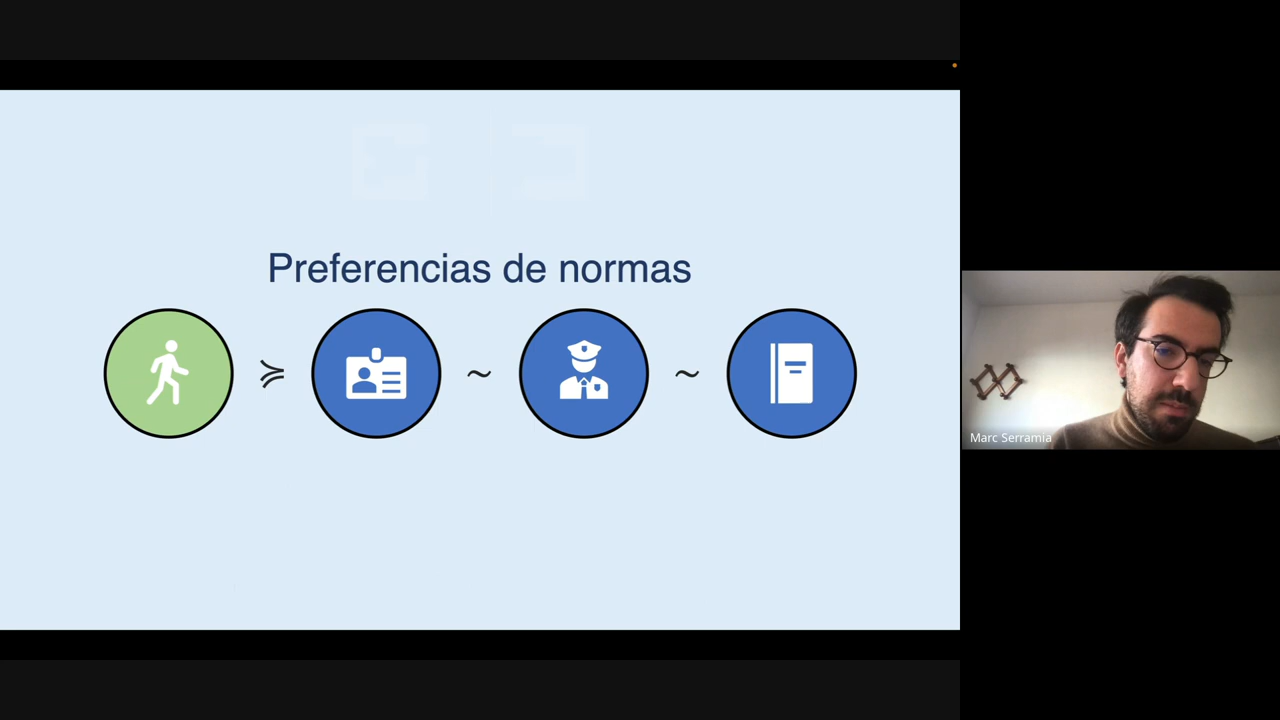 Preferencias de normas
≽ ~ ~
Marc Serramia